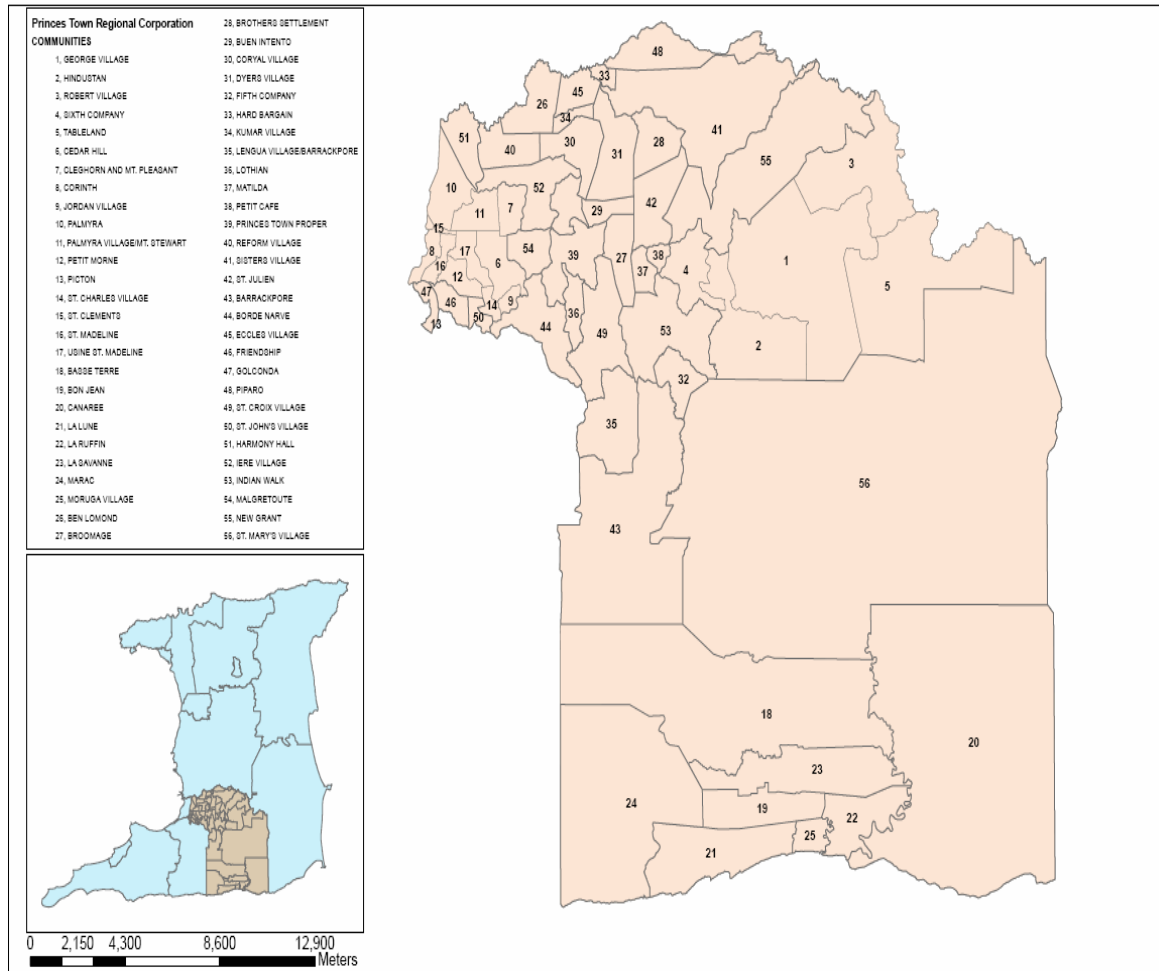 Princes Town Regional Corporation
COMMUNITIES
1, GEORGE VILLAGE
2, HINDUSTAN
3, ROBERT VILLAGE
4, SIXTH COMPANY
5, TABLELAND
6, CEDAR HILL
7, CLEGHORN AND MT. PLEASANT
8, CORINTH
9, JORDAN VILLAGE
10, PALMYRA
11, PALMYRA VILLAGE/MT. STEWART
12, PETIT MORNE
13, PICTON
14, ST. CHARLES VILLAGE
15, ST. CLEMENTS
16, ST. MADELINE
17, USINE ST. MADELINE
18, BASSE TERRE
19, BON JEAN
20, CANAREE
21, LA LUNE
22, LA RUFFIN
23, LA SAVANNE
24, MARAC
25, MORUGA VILLAGE
26, BEN LOMOND
27, BROOMAGE
28, BROTHERS SETTLEMENT
29, BUEN INTENTO
30, CORYAL VILLAGE
31, DYERS VILLAGE
32, FIFTH COMPANY
33, HARD BARGAIN
34, KUMAR VILLAGE
35, LENGUA VILLAGE/BARRACKPORE
36, LOTHIAN
37, MATILDA
38, PETIT CAFE
39, PRINCES TOWN PROPER
40, REFORM VILLAGE
41, SISTERS VILLAGE
42, ST. JULIEN
43, BARRACKPORE
44, BORDE NARVE
45, ECCLES VILLAGE
46, FRIENDSHIP
47, GOLCONDA
48, PIPARO
49, ST. CROIX VILLAGE
50, ST. JOHN'S VILLAGE
51, HARMONY HALL
52, IERE VILLAGE
53, INDIAN WALK
54, MALGRETOUTE
55, NEW GRANT
56, ST. MARY'S VILLAGE
48
33
45
26
34
41
51
40
30
31
28
55
3
10
52
7
11
29
42
15
17
8
16
12
6
54
39
27
38
37
4
1
5
47
46
14
9
13
50
44
36
49
53
2
32
35
56
43
18
20
23
24
19
22
25
21
0 2,150 4,300 8,600 12,900
Meters